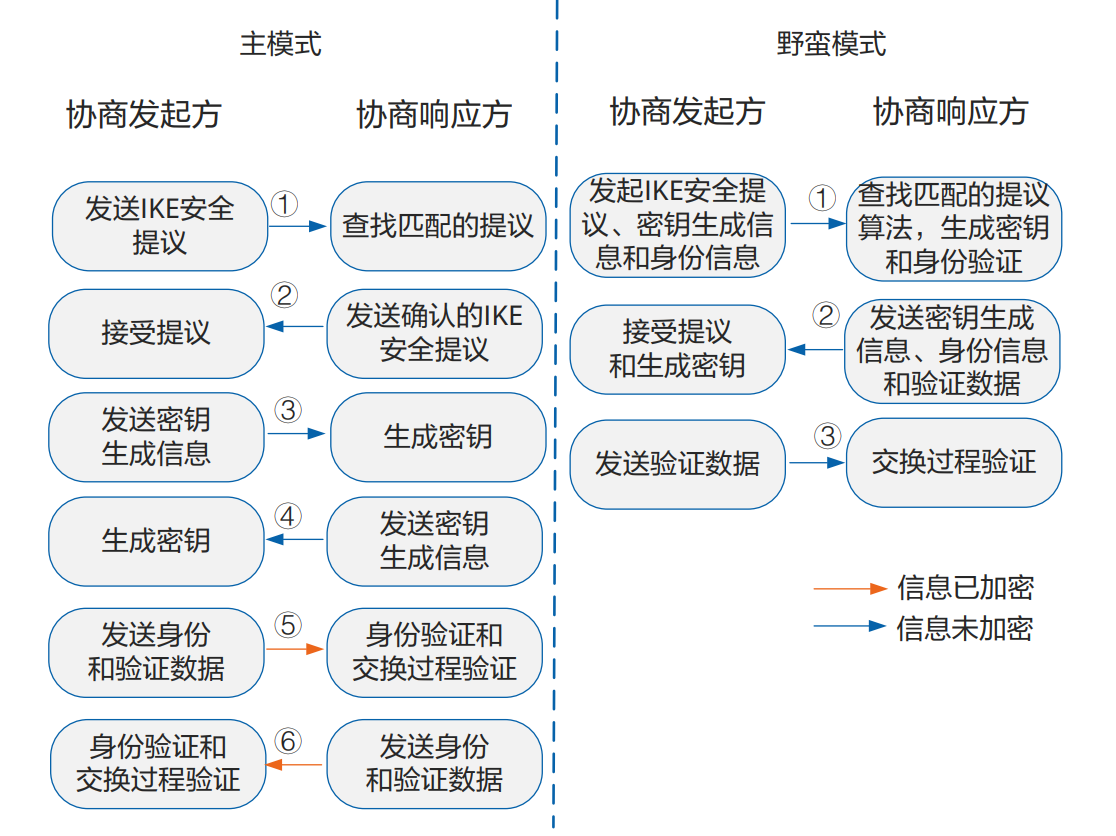 主模式
协商发起方
协商响应方
发送IKE安全
提议
①
查找匹配的提议
接受提议
②
发送确认的IKE
安全提议
发送密钥
生成信息
③
生成密钥
生成密钥
④
发送密钥
生成信息
发送身份
和验证数据
⑤
身份验证和
交换过程验证
身份验证和
交换过程验证
⑥
发送身份
和验证数据
野蛮模式
协商发起方
协商响应方
发起IKE安全提
议、密钥生成信
息和身份信息
①
查找匹配的提议
算法，生成密钥
和身份验证
接受提议
和生成密钥
②
发送密钥生成
信息、身份信息
和验证数据
发送验证数据
③
交换过程验证
信息已加密
信息未加密